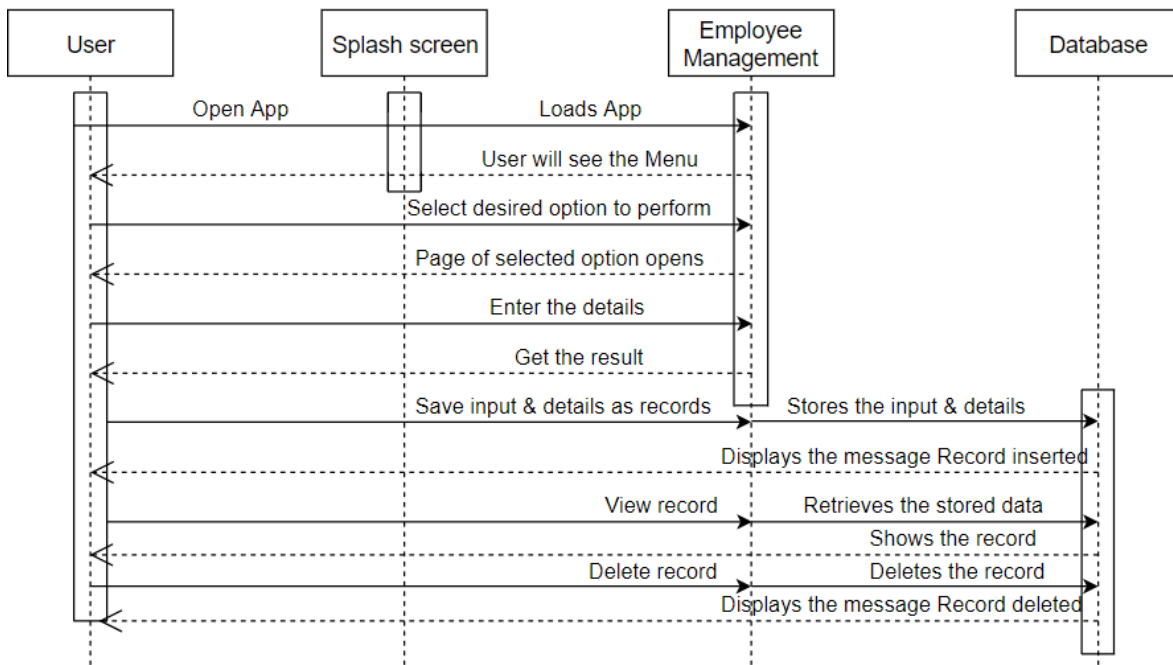 User
Splash screen
Employee
Management
Database
Open App
Loads App
User will see the Menu
Select desired option to perform
Page of selected option opens
Enter the details
Get the result
Save input & details as records
Stores the input & details
Displays the message Record inserted
View record
Retrieves the stored data
Shows the record
Delete record
Deletes the record
Displays the message Record deleted